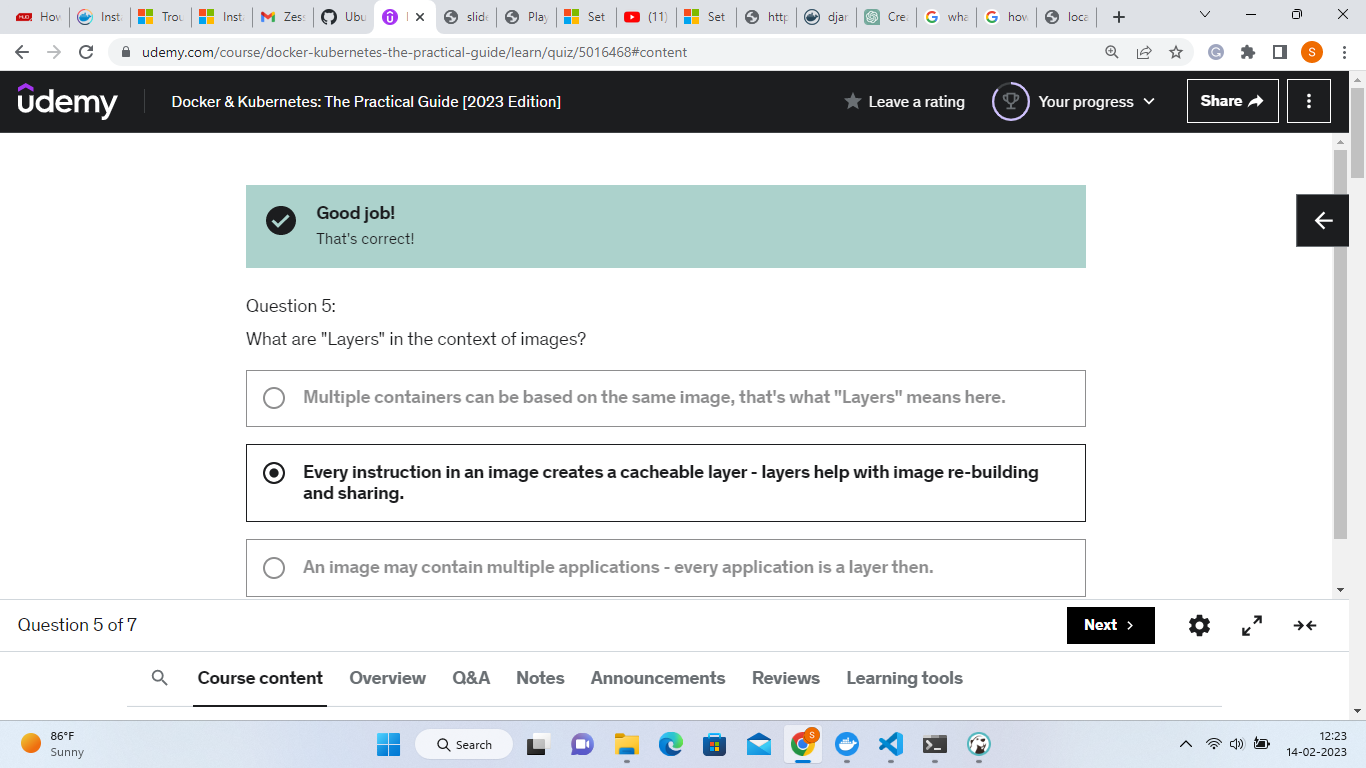 How
Inst
Trou
Inst
Zes
Ubu
slid
Play
Set
(11)
Set
http
djar
Cre
wha
how
loca
udemy.com/course/docker-kubernetes-the-practical-guide/learn/quiz/5016468#content
S
udemy
Docker & Kubernetes: The Practical Guide [2023 Edition]
Leave a rating
Your progress
Share
Good job!
That's correct!
Question 5:
What are "Layers" in the context of images?
Multiple containers can be based on the same image, that's what "Layers" means here.
Every instruction in an image creates a cacheable layer - layers help with image re-building
and sharing.
An image may contain multiple applications - every application is a layer then.
Question 5 of 7
Next
Course content Overview Q&A Notes Announcements Reviews Learning tools
86°F
Sunny
Search
S
12:23
14-02-2023